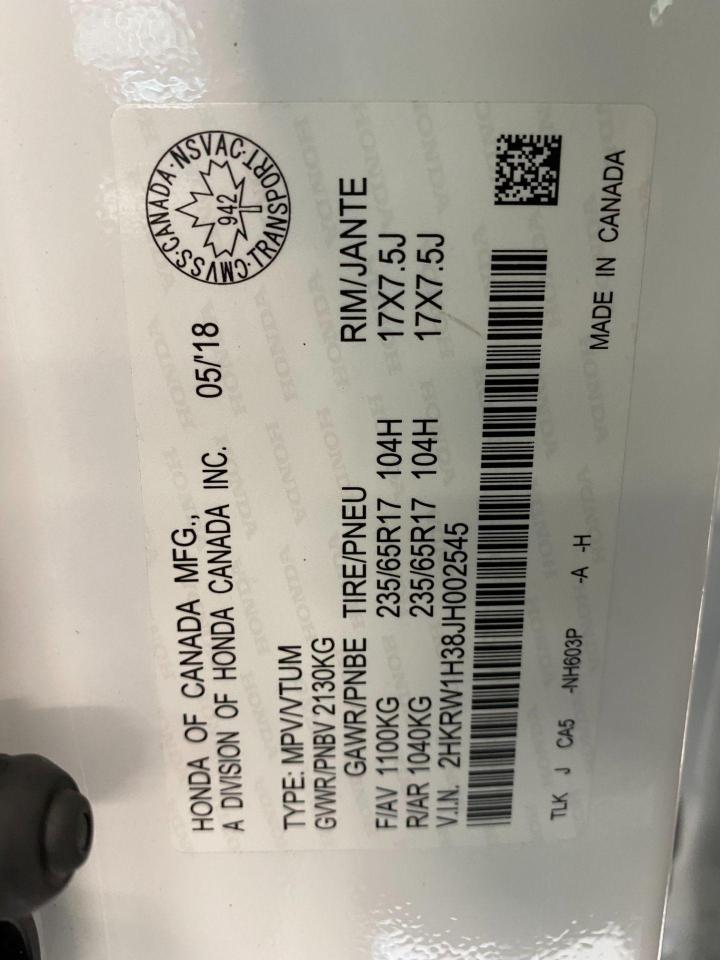 HONDA OF CANADA MFG.,
A DIVISION OF HONDA CANADA INC. 05/'18
CMVSS·CANADA·NSVAC·TRANSPORT·
942
TYPE: MPV/VTUM
GVWR/PNBV 2130KG
GAWR/PNBE TIRE/PNEU RIM/JANTE
F/AV 1100KG 235/65R17 104H 17X7.5J
R/AR 1040KG 235/65R17 104H 17X7.5J
V.I.N. 2HKRW1H38JH002545
TLK J CA5 -NH603P -A -H
MADE IN CANADA